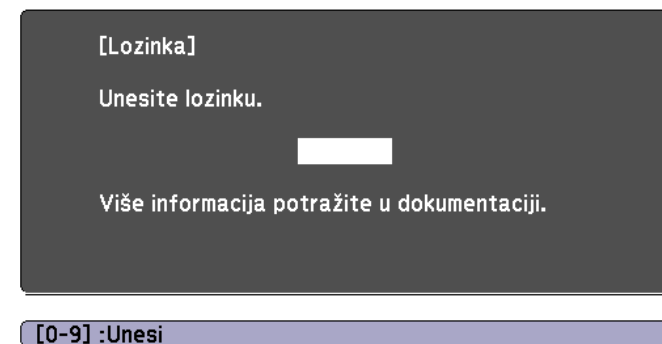 [Lozinka]
Unesite lozinku.
Više informacija potražite u dokumentaciji.
[0-9] :Unesi